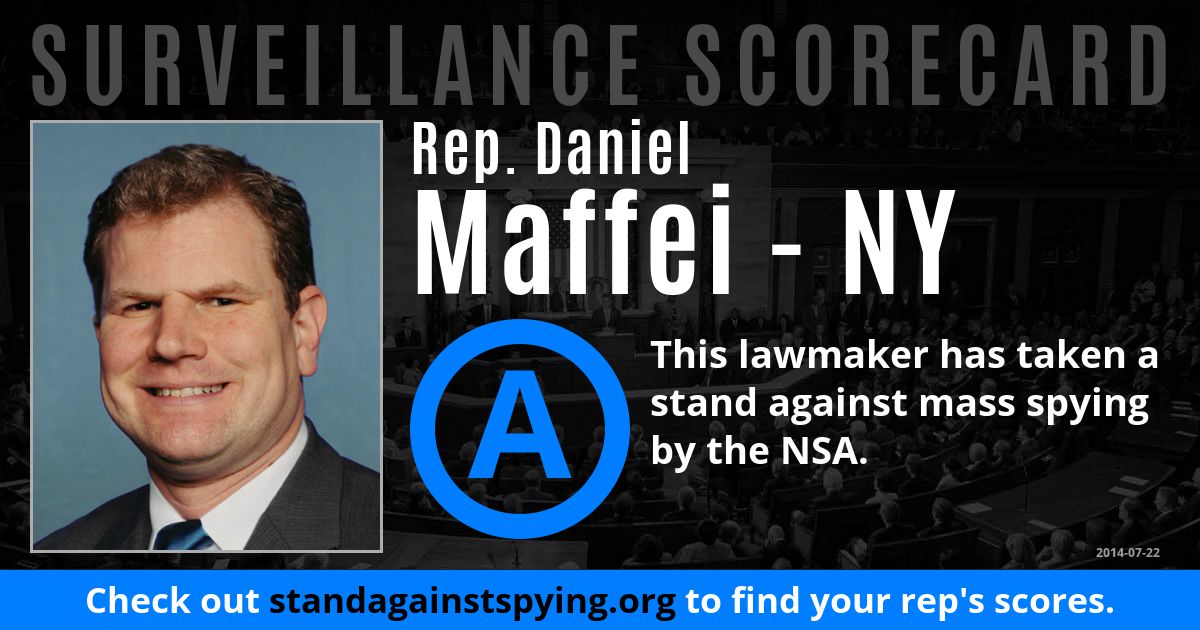 SURVEILLANCE SCORECARD
Rep. Daniel
Maffei - NY
A
This lawmaker has taken a
stand against mass spying
by the NSA.
2014-07-22
Check out standagainstspying.org to find your rep's scores.